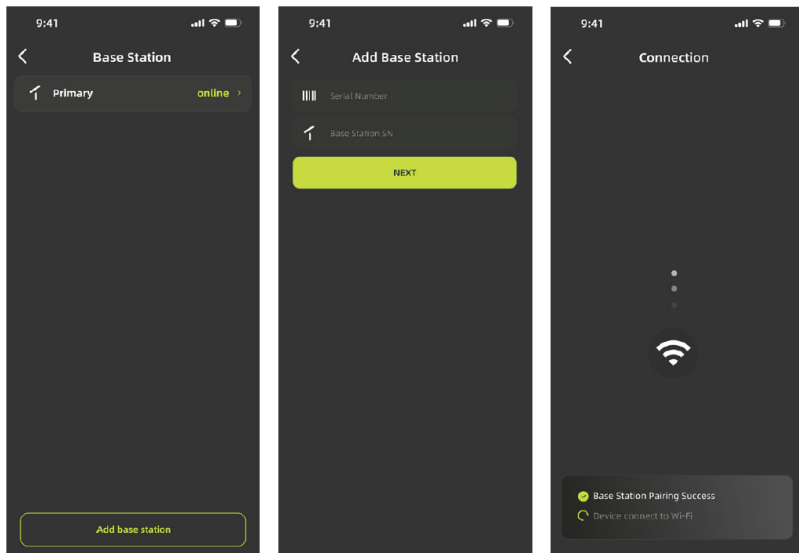 9:41
Base Station
Primary
online
Add base station
9:41
Add Base Station
Serial Number
Base Station SN
NEXT
9:41
Connection
Base Station Pairing Success
Device connect to Wi-Fi